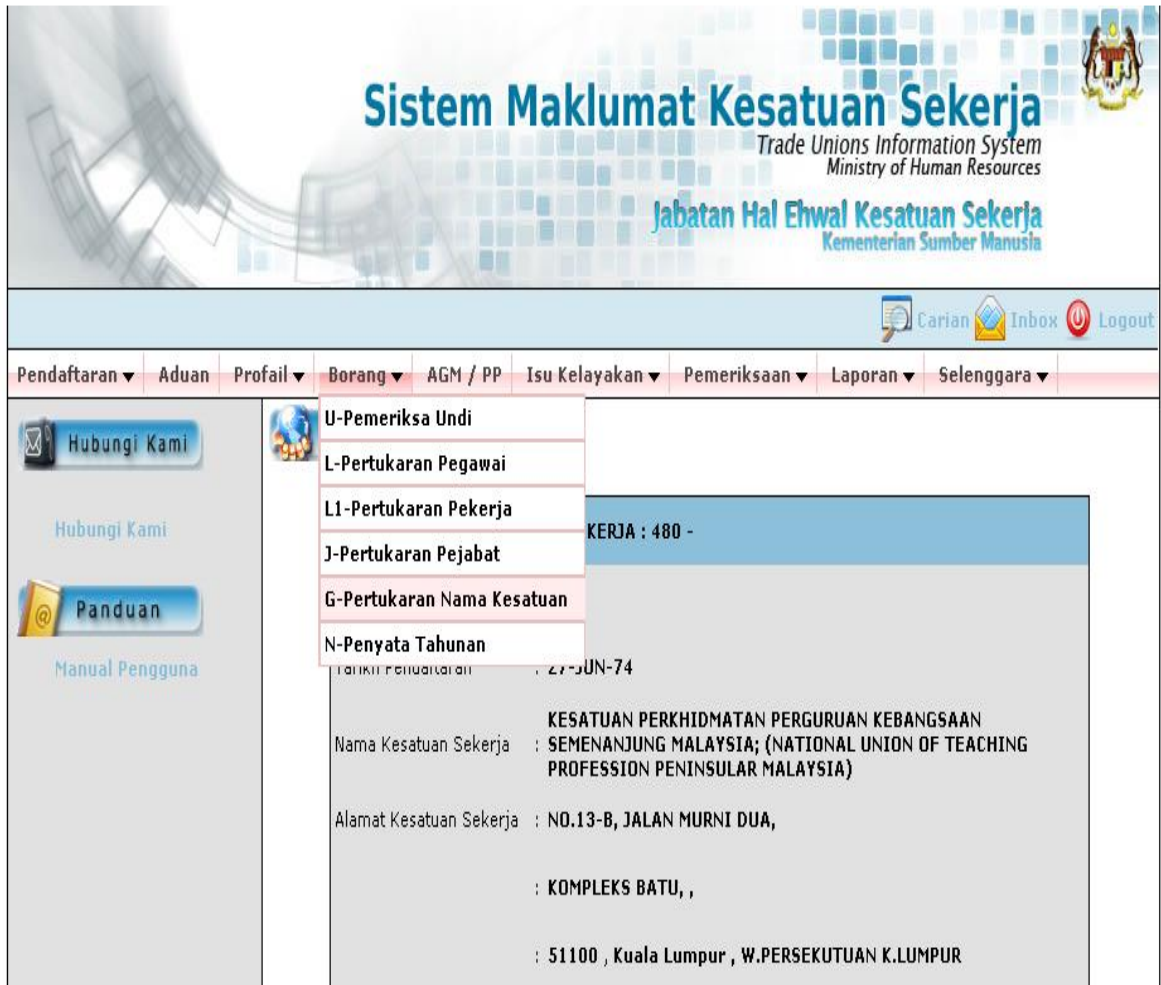 Sistem Maklumat Kesatuan Sekerja
Trade Unions Information System
Ministry of Human Resources
Jabatan Hal Ehwal Kesatuan Sekerja
Kementerian Sumber Manusia
Carian Inbox Logout
Pendaftaran Aduan Profail Borang AGM / PP Isu Kelayakan Pemeriksaan Laporan Selenggara
Hubungi Kami
Hubungi Kami
Panduan
Manual Pengguna
U-Pemeriksa Undi
L-Pertukaran Pegawai
L1-Pertukaran Pekerja
J-Pertukaran Pejabat
G-Pertukaran Nama Kesatuan
N-Penyata Tahunan
KERJA : 480 -
: 27-JUN-74
Nama Kesatuan Sekerja : KESATUAN PERKHIDMATAN PERGURUAN KEBANGSAAN
SEMENANJUNG MALAYSIA; (NATIONAL UNION OF TEACHING
PROFESSION PENINSULAR MALAYSIA)
Alamat Kesatuan Sekerja : NO.13-B, JALAN MURNI DUA,
: KOMPLEKS BATU, ,
: 51100 , Kuala Lumpur , W.PERSEKUTUAN K.LUMPUR